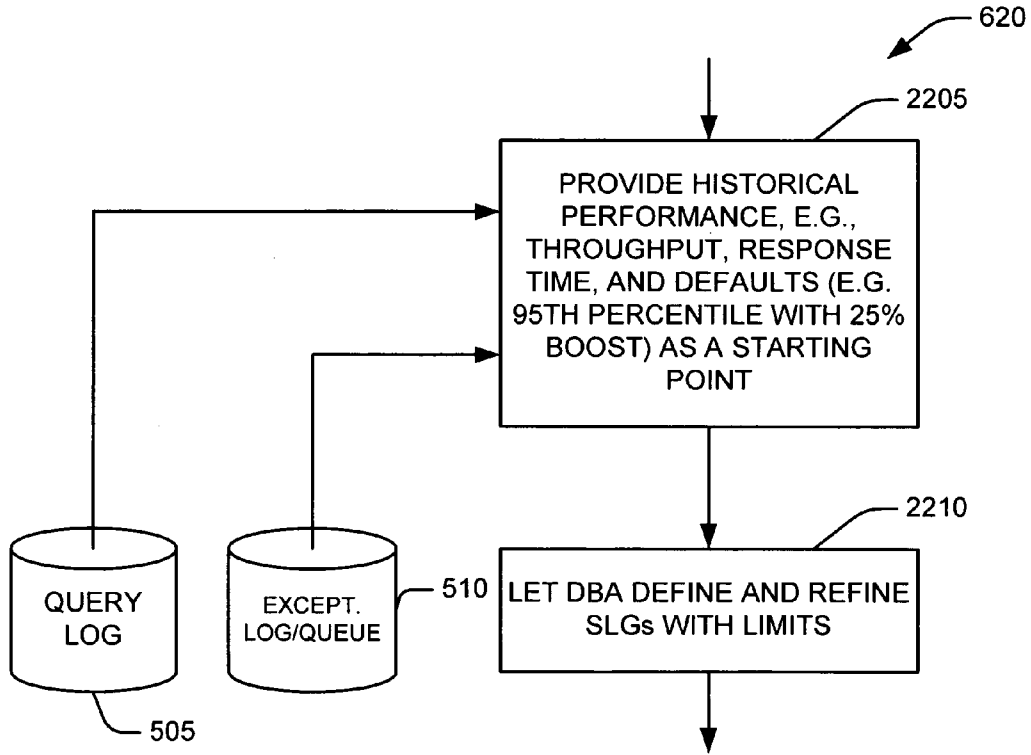 620
2205
PROVIDE HISTORICAL
PERFORMANCE, E.G.,
THROUGHPUT, RESPONSE
TIME, AND DEFAULTS (E.G.
95TH PERCENTILE WITH 25%
BOOST) AS A STARTING
POINT
2210
LET DBA DEFINE AND REFINE
SLGs WITH LIMITS
QUERY
LOG
505
EXCEPT.
LOG/QUEUE
510